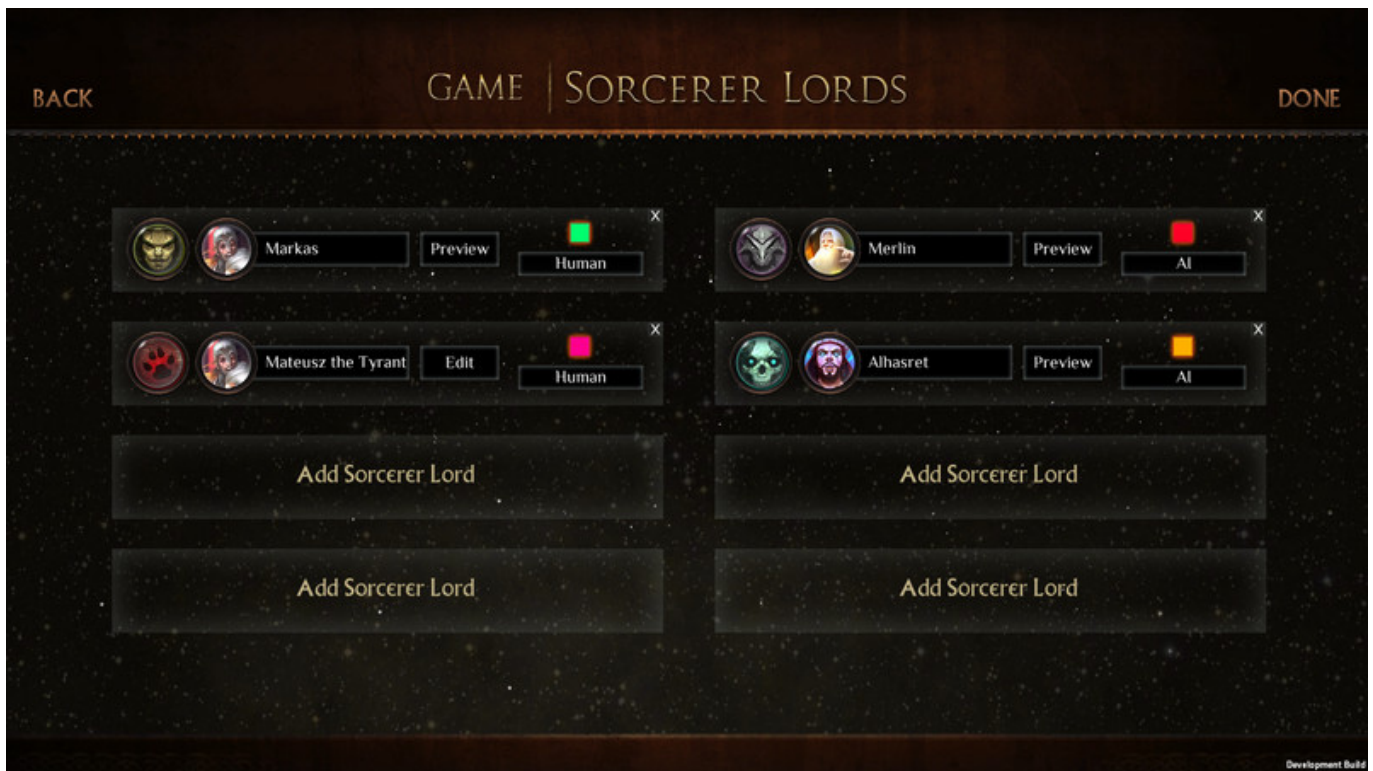 BACK
GAME | SORCERER LORDS
DONE
X
Markas
Preview
Human
X
Merlin
Preview
AI
X
Mateusz the Tyrant
Edit
Human
X
Alhasret
Preview
AI
Add Sorcerer Lord
Add Sorcerer Lord
Add Sorcerer Lord
Add Sorcerer Lord
Development Build